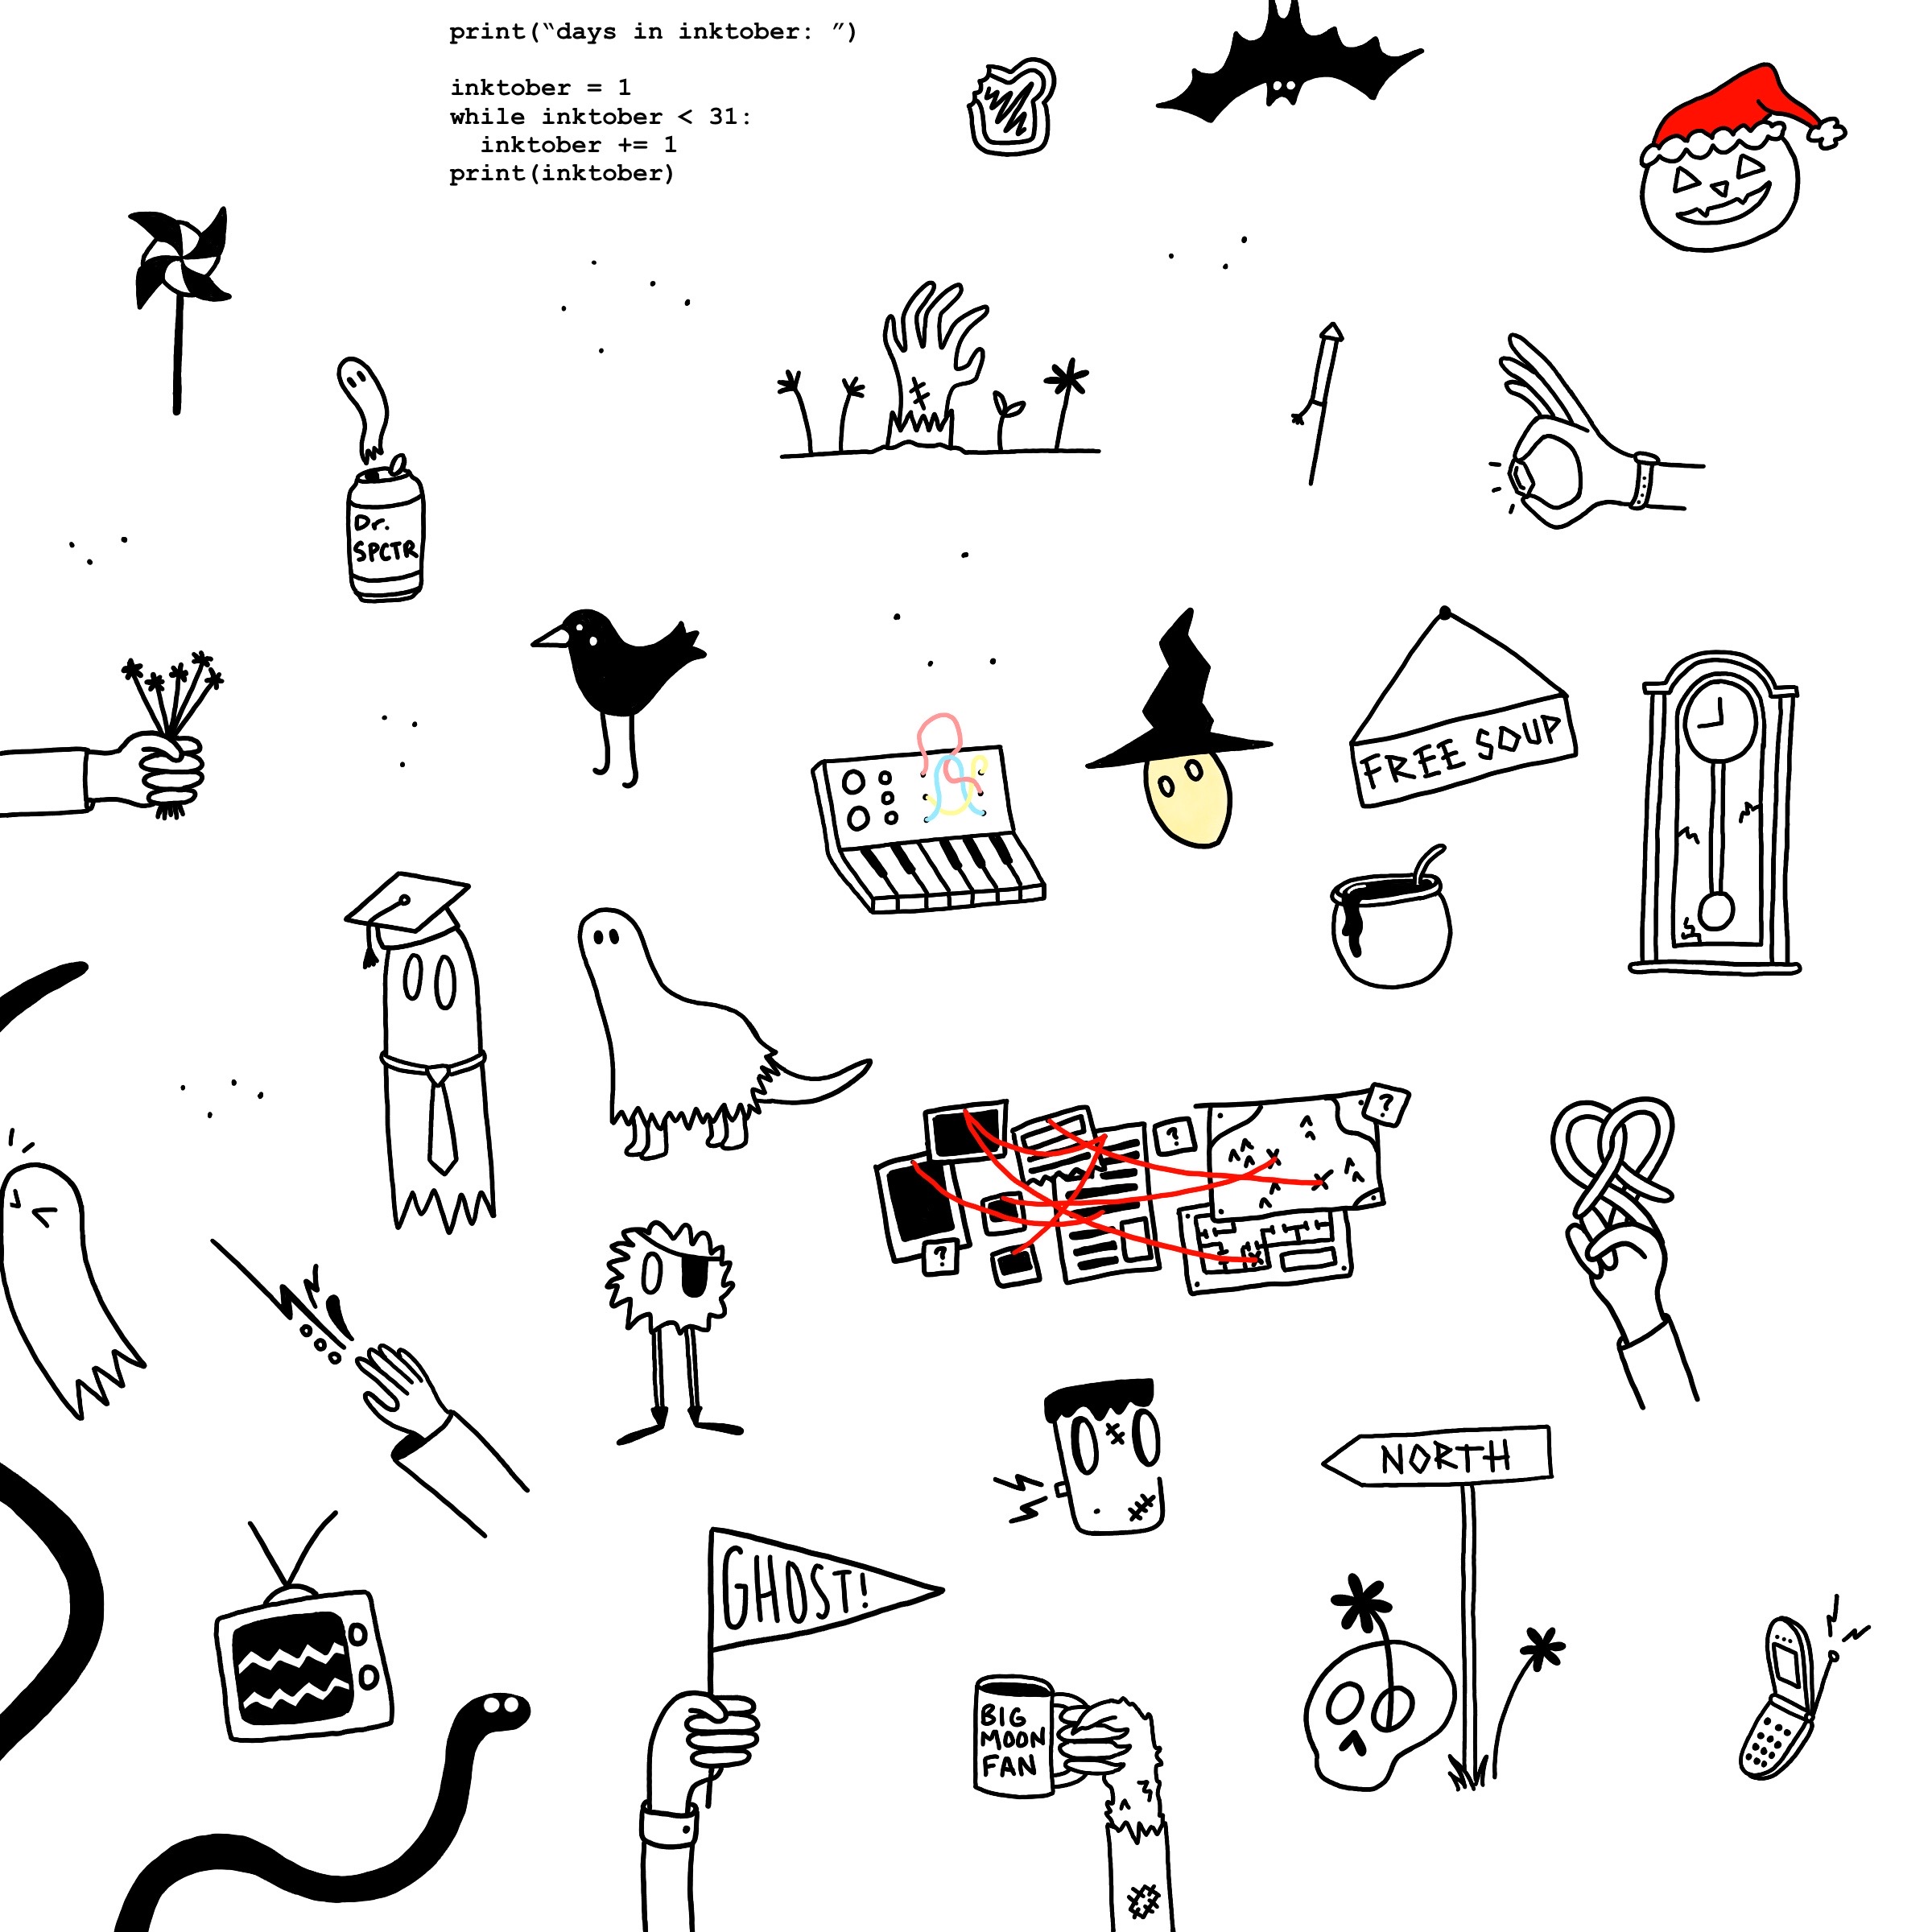 print(“days in inktober: ”)
inktober = 1
while inktober < 31:
  inktober += 1
print(inktober)
Dr.
SPCTR
FREE SOUP
?
?
?
NORTH
GHOST!
BIG
MOON
FAN